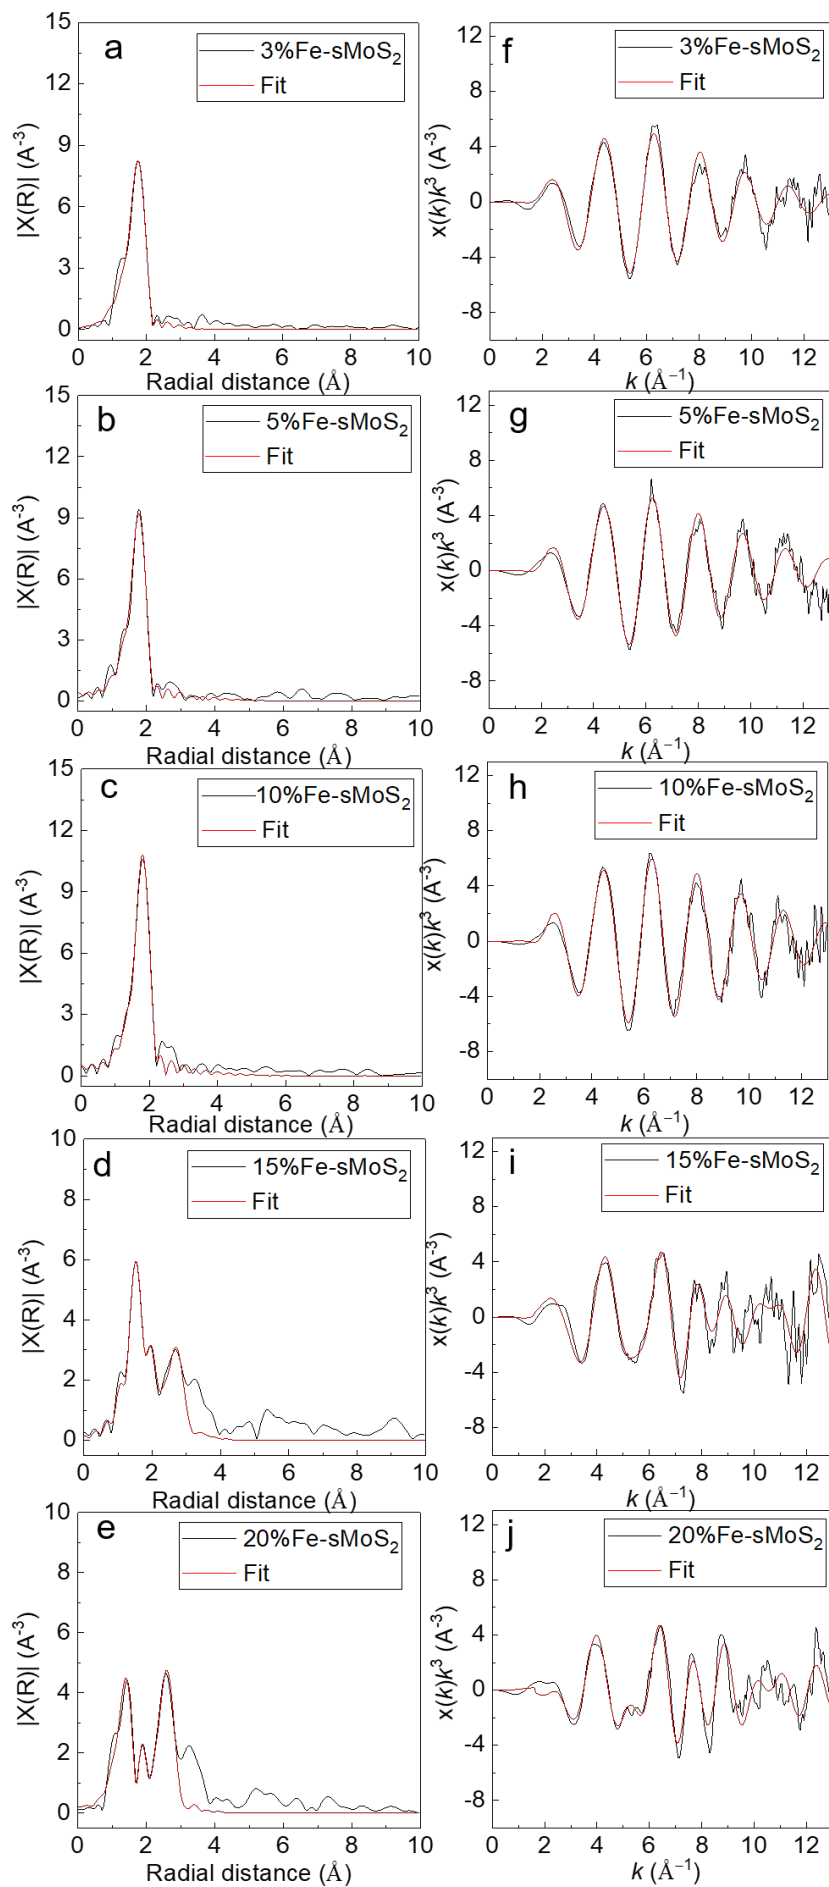 a
3%Fe-sMoS₂
Fit
15
12
9
6
3
0
|X(R)| (A⁻³)
0 2 4 6 8 10
Radial distance (Å)
f
3%Fe-sMoS₂
Fit
12
8
4
0
-4
-8
x(k)k³ (A⁻³)
0 2 4 6 8 10 12
k (Å⁻¹)
b
5%Fe-sMoS₂
Fit
15
12
9
6
3
0
|X(R)| (A⁻³)
0 2 4 6 8 10
Radial distance (Å)
g
5%Fe-sMoS₂
Fit
12
8
4
0
-4
-8
x(k)k³ (A⁻³)
0 2 4 6 8 10 12
k (Å⁻¹)
c
10%Fe-sMoS₂
Fit
15
12
9
6
3
0
|X(R)| (A⁻³)
0 2 4 6 8 10
Radial distance (Å)
h
10%Fe-sMoS₂
Fit
12
8
4
0
-4
-8
x(k)k³ (A⁻³)
0 2 4 6 8 10 12
k (Å⁻¹)
d
15%Fe-sMoS₂
Fit
10
8
6
4
2
0
|X(R)| (A⁻³)
0 2 4 6 8 10
Radial distance (Å)
i
15%Fe-sMoS₂
Fit
12
8
4
0
-4
-8
x(k)k³ (A⁻³)
0 2 4 6 8 10 12
k (Å⁻¹)
e
20%Fe-sMoS₂
Fit
10
8
6
4
2
0
|X(R)| (A⁻³)
0 2 4 6 8 10
Radial distance (Å)
j
20%Fe-sMoS₂
Fit
12
8
4
0
-4
-8
x(k)k³ (A⁻³)
0 2 4 6 8 10 12
k (Å⁻¹)